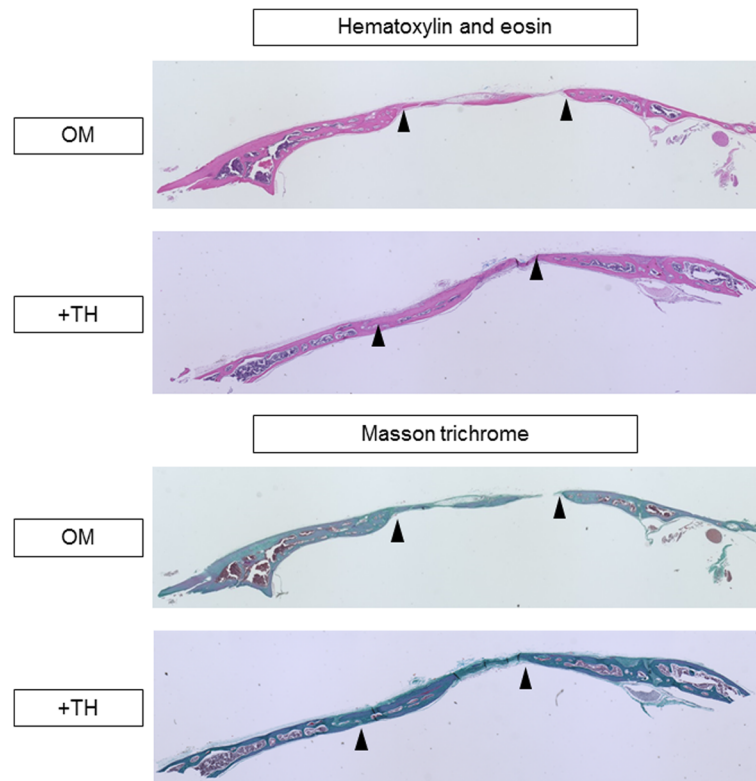 Hematoxylin and eosin
OM
+TH
Masson trichrome
OM
+TH